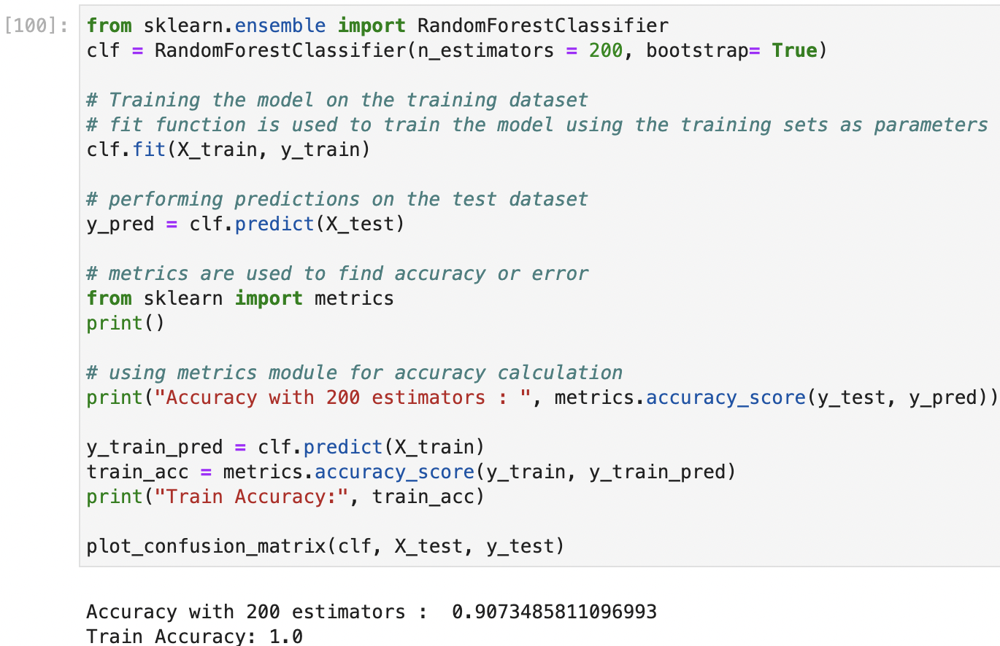 [100]:
from sklearn.ensemble import RandomForestClassifier
clf = RandomForestClassifier(n_estimators = 200, bootstrap= True)
# Training the model on the training dataset
# fit function is used to train the model using the training sets as parameters
clf.fit(X_train, y_train)
# performing predictions on the test dataset
y_pred = clf.predict(X_test)
# metrics are used to find accuracy or error
from sklearn import metrics
print()
# using metrics module for accuracy calculation
print("Accuracy with 200 estimators : ", metrics.accuracy_score(y_test, y_pred))
y_train_pred = clf.predict(X_train)
train_acc = metrics.accuracy_score(y_train, y_train_pred)
print("Train Accuracy:", train_acc)
plot_confusion_matrix(clf, X_test, y_test)
Accuracy with 200 estimators :  0.9073485811096993
Train Accuracy: 1.0